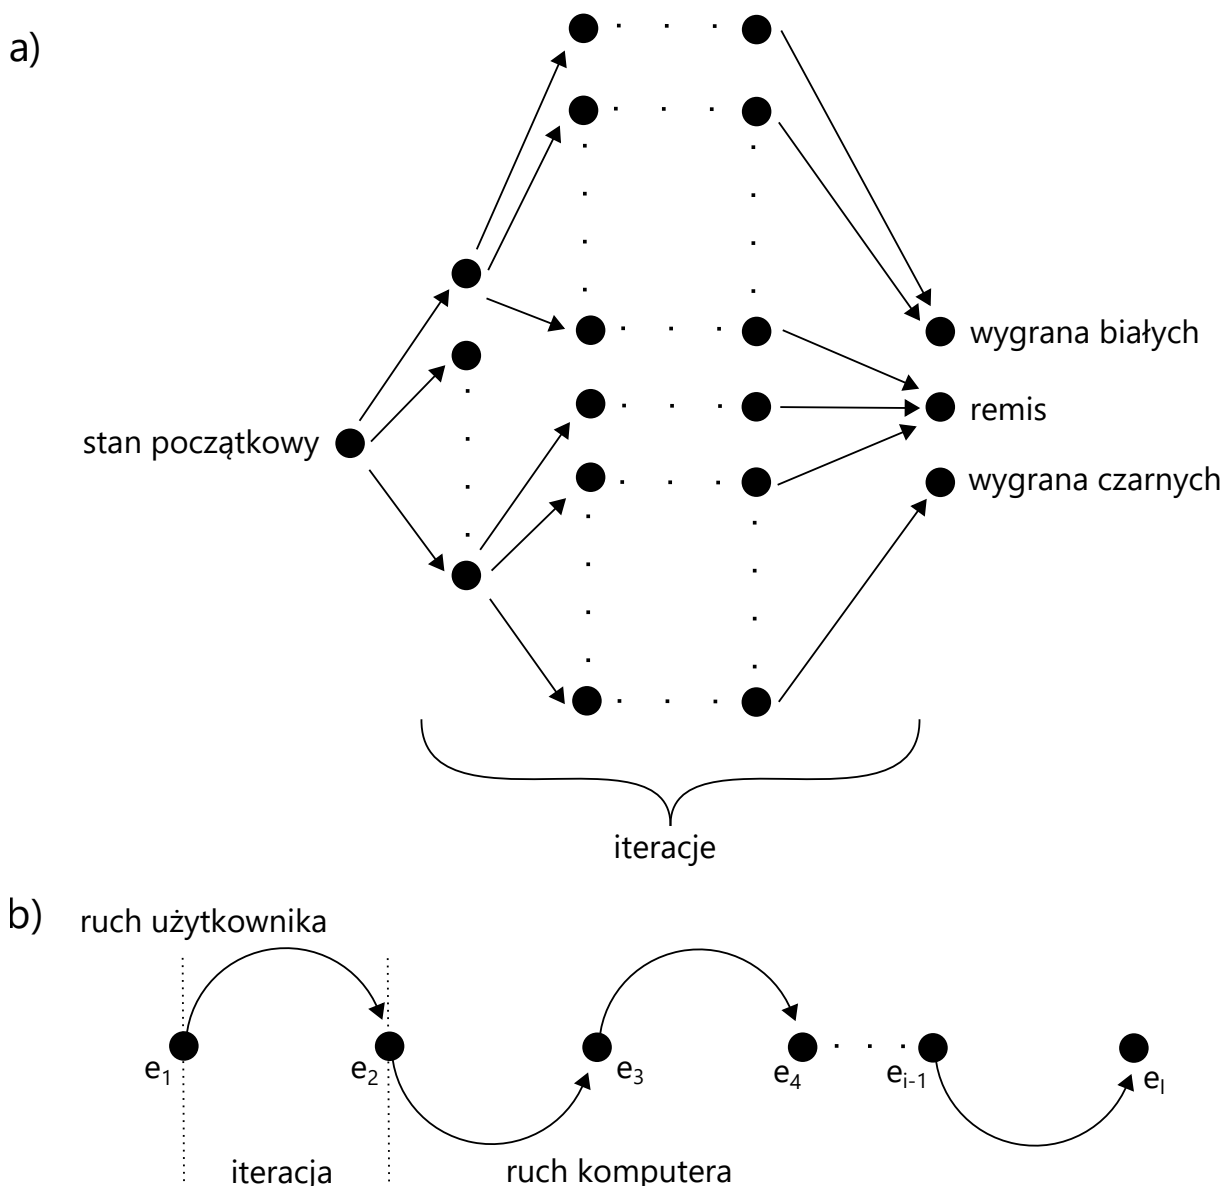 a)
wygrana białych
stan początkowy
remis
wygrana czarnych
iteracje
b)
ruch użytkownika
e1 e2 e3 e4 ei-1 eI
iteracja
ruch komputera